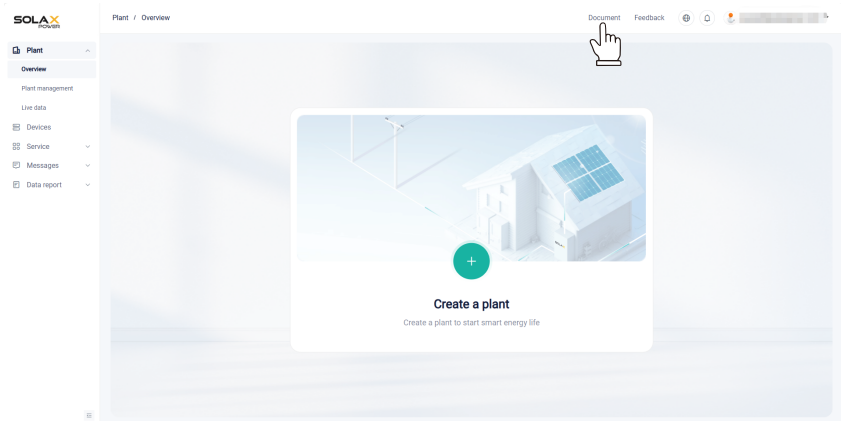 SOLAX
POWER
Plant / Overview
Document
Feedback
Plant
Overview
Plant management
Live data
Devices
Service
Messages
Data report
Create a plant
Create a plant to start smart energy life